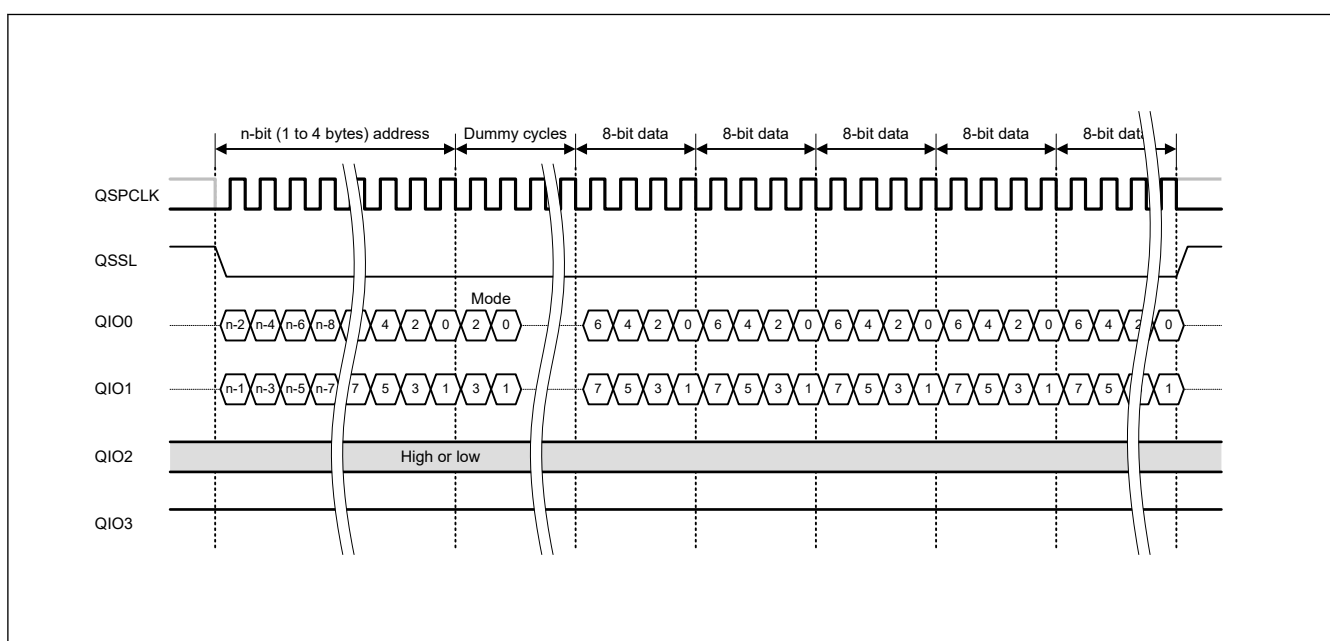 n-bit (1 to 4 bytes) address Dummy cycles 8-bit data 8-bit data 8-bit data 8-bit data 8-bit data
QSPCLK
QSSL
Mode
QIO0 n-2 n-4 n-6 n-8 4 2 0 2 0 6 4 2 0 6 4 2 0 6 4 2 0 6 4 2 0 6 4 2 0
QIO1 n-1 n-3 n-5 n-7 7 5 3 1 3 1 7 5 3 1 7 5 3 1 7 5 3 1 7 5 3 1 7 5 1
QIO2 High or low
QIO3